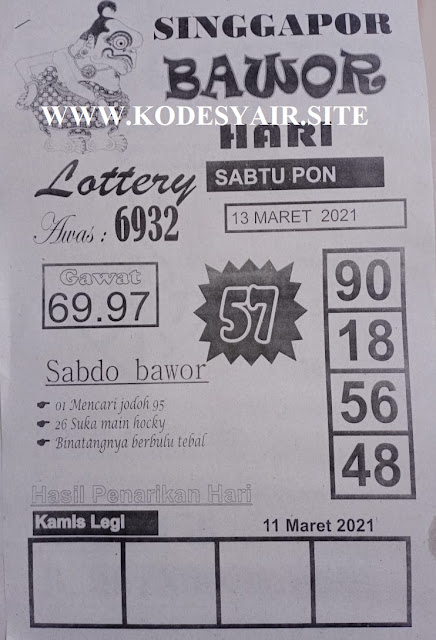 SINGGAPOR
BAWOR
WWW.KODESYAIR.SITE
HARI
Lottery
SABTU PON
Awas : 6932
13 MARET 2021
Gawat
69.97
57
90
18
56
48
Sabdo bawor
☛ 01 Mencari jodoh 95
☛ 26 Suka main hocky
☛ Binatangnya berbulu tebal
Hasil Penarikan Hari
Kamis Legi
11 Maret 2021